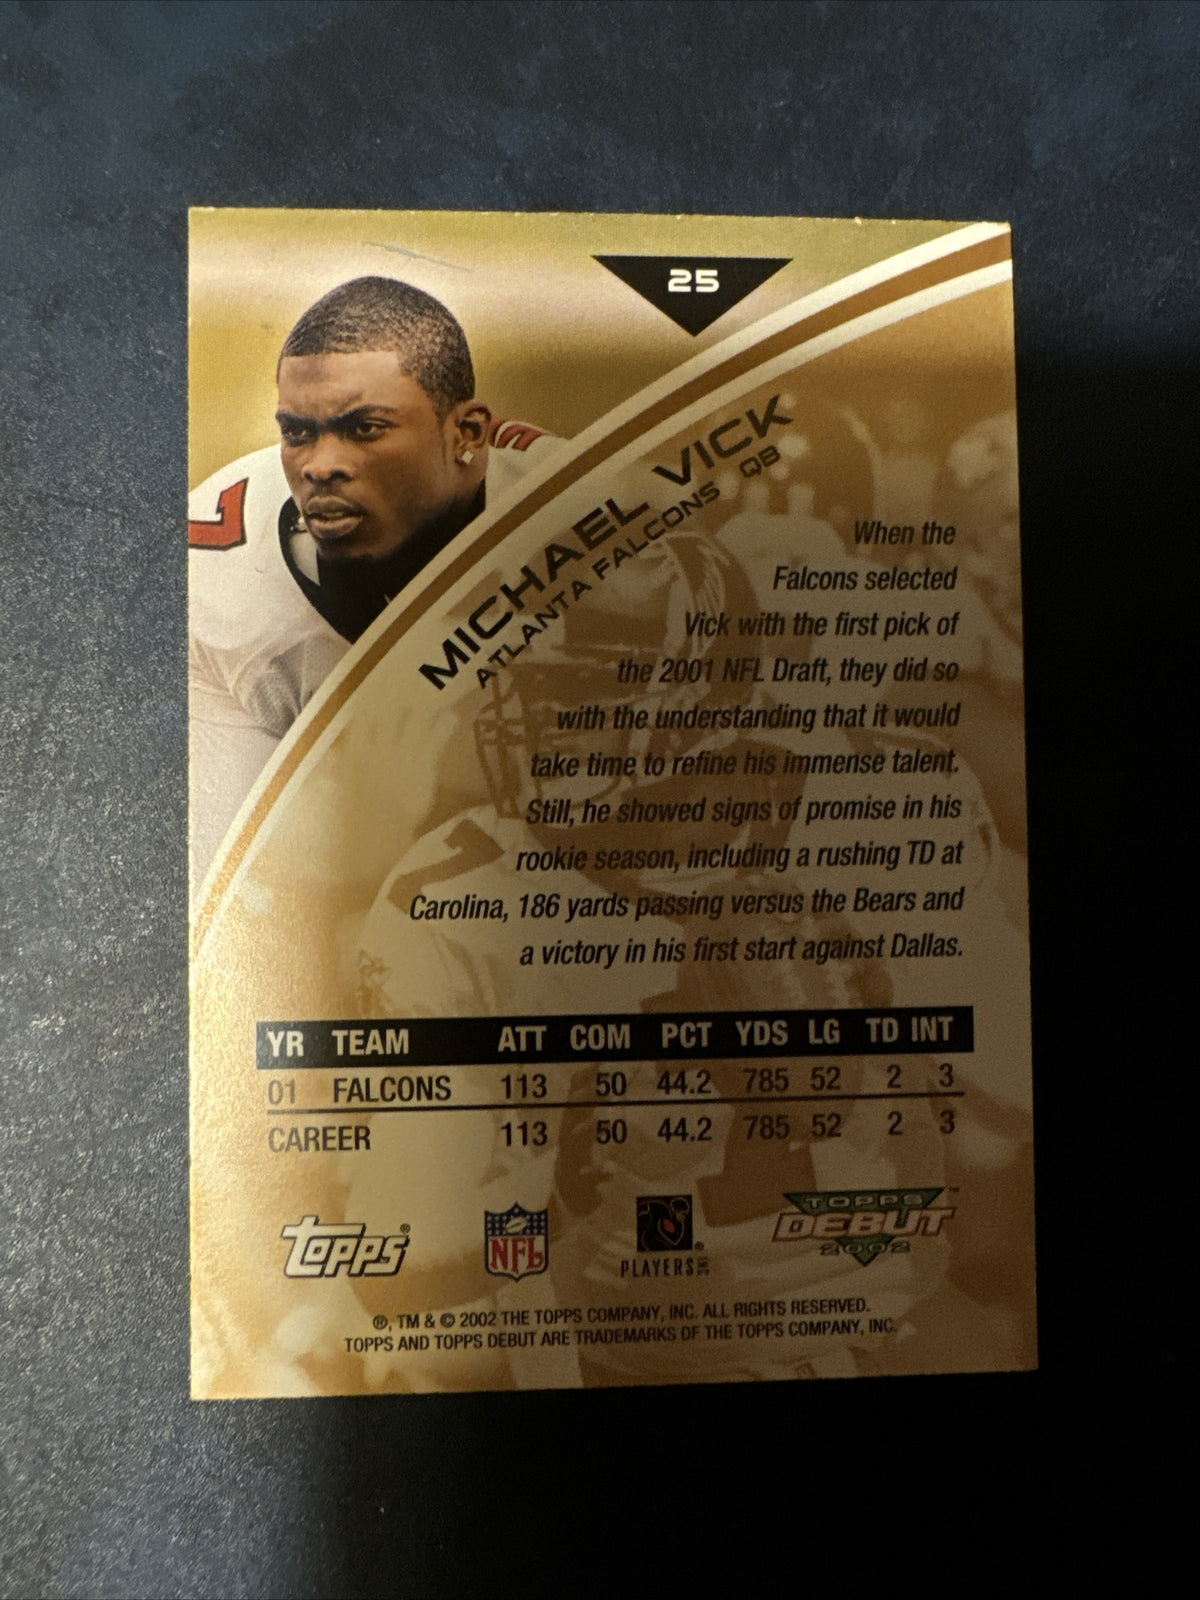 25
MICHAEL VICK
ATLANTA FALCONS QB
When the
Falcons selected
Vick with the first pick of
the 2001 NFL Draft, they did so
with the understanding that it would
take time to refine his immense talent.
Still, he showed signs of promise in his
rookie season, including a rushing TD at
Carolina, 186 yards passing versus the Bears and
a victory in his first start against Dallas.
YR TEAM ATT COM PCT YDS LG TD INT
01 FALCONS 113 50 44.2 785 52 2 3
CAREER 113 50 44.2 785 52 2 3
Topps®
NFL
PLAYERS INC ®
TOPPS™
DEBUT
2002
®, TM & © 2002 THE TOPPS COMPANY, INC. ALL RIGHTS RESERVED.
TOPPS AND TOPPS DEBUT ARE TRADEMARKS OF THE TOPPS COMPANY, INC.